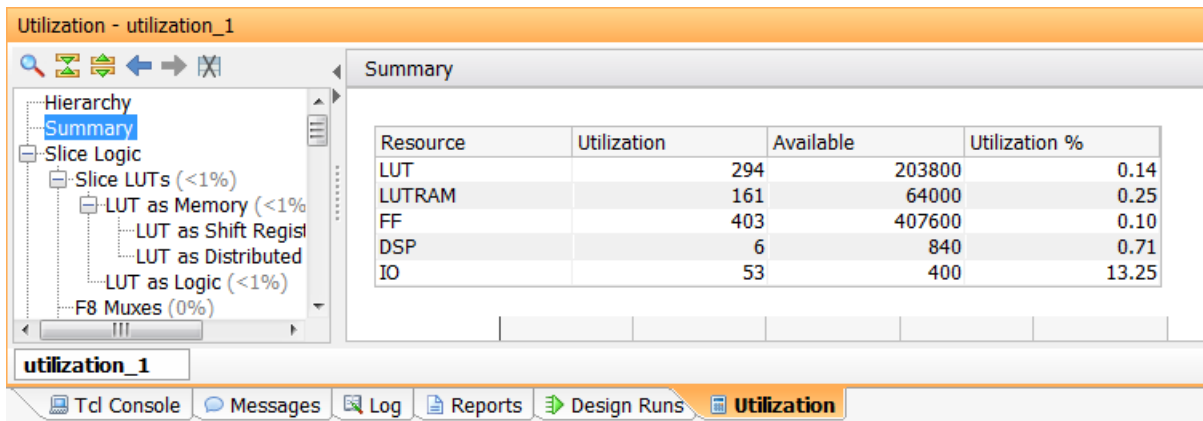 Utilization - utilization_1
Summary
Hierarchy
Summary
Slice Logic
Slice LUTs (<1%)
LUT as Memory (<1%
LUT as Shift Regist
LUT as Distributed
LUT as Logic (<1%)
F8 Muxes (0%)
Resource Utilization Available Utilization %
LUT 294 203800 0.14
LUTRAM 161 64000 0.25
FF 403 407600 0.10
DSP 6 840 0.71
IO 53 400 13.25
utilization_1
Tcl Console Messages Log Reports Design Runs Utilization